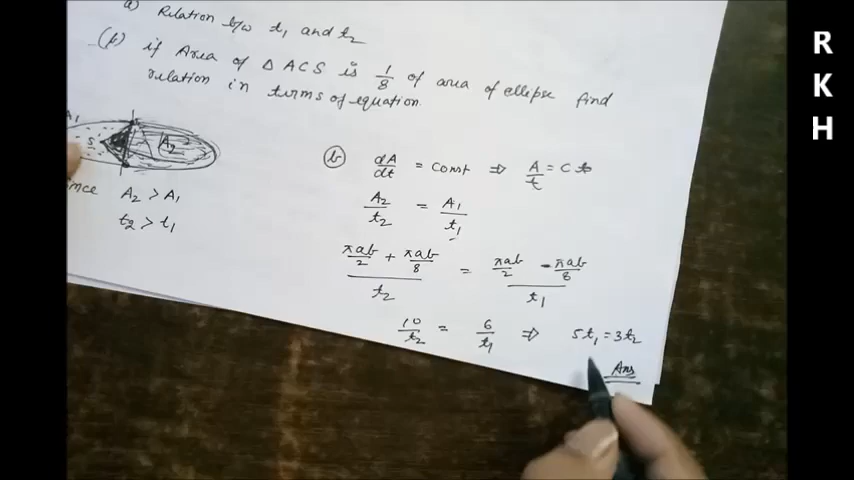 a) Relation b/w t1 and t2
(b) if Area of Δ ACS is 1/8 of area of ellipse find
relation in terms of equation.
A1
S
A2
since A2 > A1
t2 > t1
(b) dA/dt = const ⇒ A/t = C
A2/t2 = A1/t1
(πab/2 + πab/8)/t2 = (πab/2 - πab/8)/t1
10/t2 = 6/t1 ⇒ 5t1 = 3t2
Ans
R
K
H